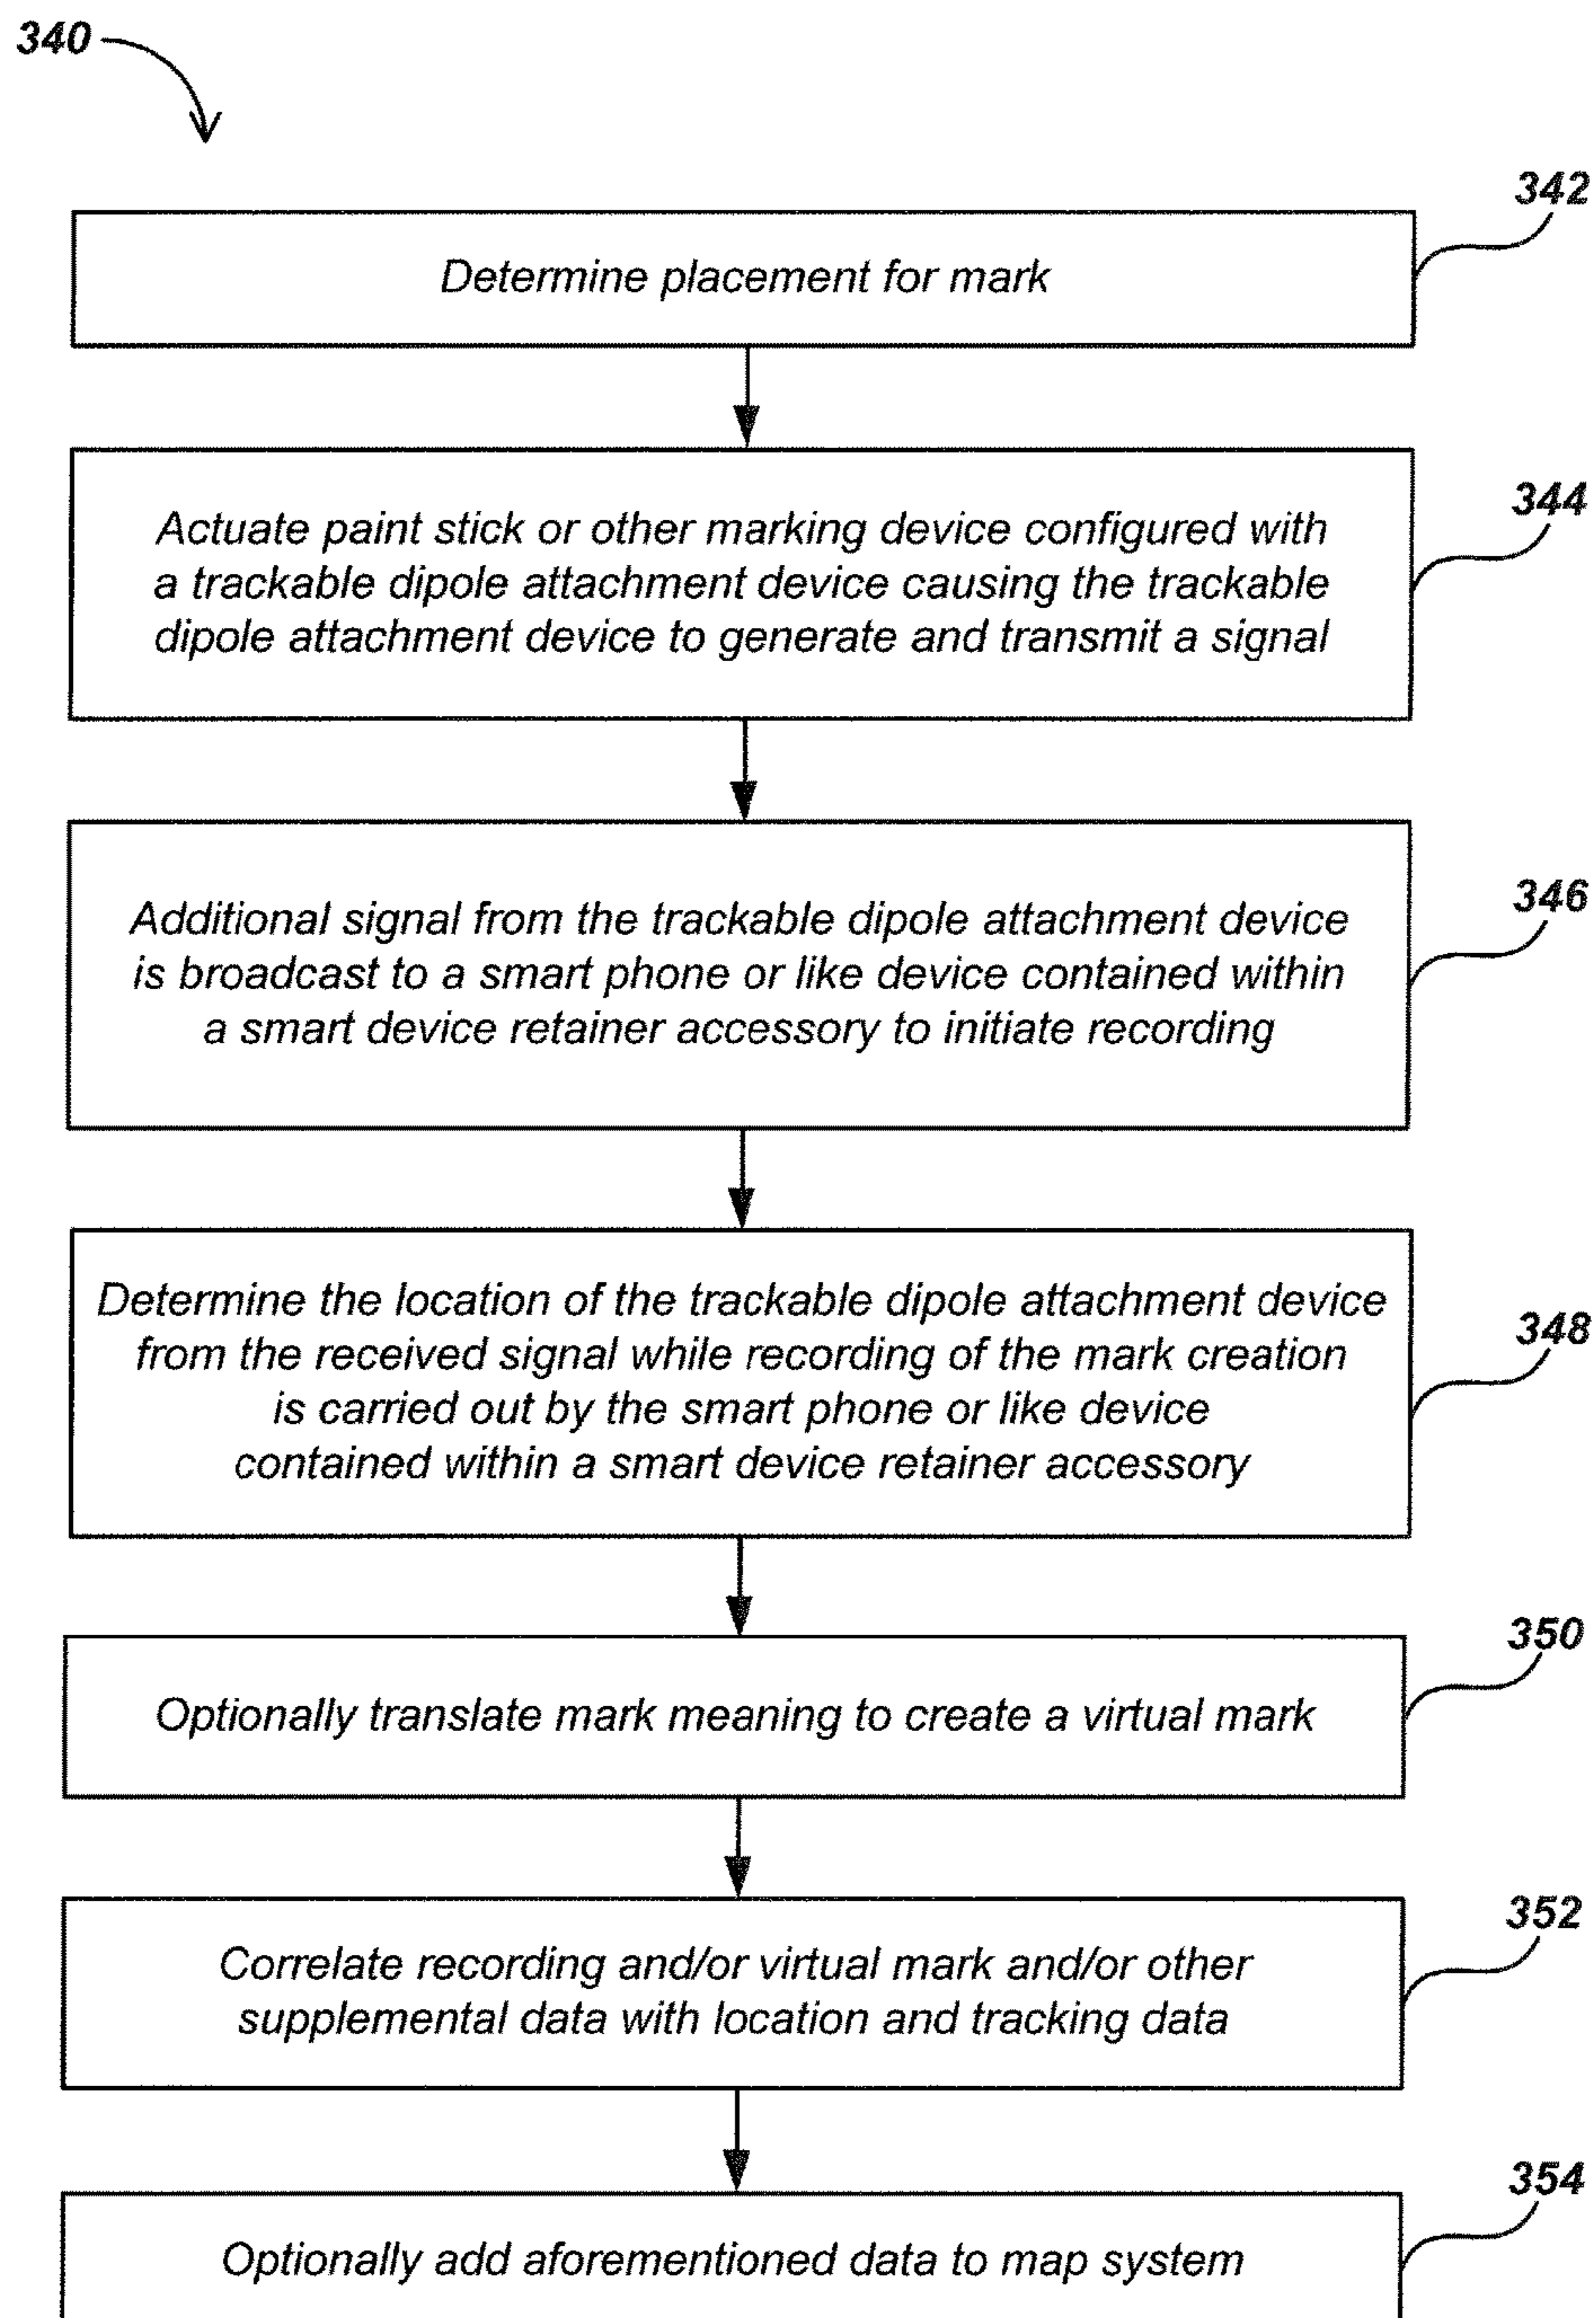 340
342
Determine placement for mark
344
Actuate paint stick or other marking device configured with
a trackable dipole attachment device causing the trackable
dipole attachment device to generate and transmit a signal
346
Additional signal from the trackable dipole attachment device
is broadcast to a smart phone or like device contained within
a smart device retainer accessory to initiate recording
348
Determine the location of the trackable dipole attachment device
from the received signal while recording of the mark creation
is carried out by the smart phone or like device
contained within a smart device retainer accessory
350
Optionally translate mark meaning to create a virtual mark
352
Correlate recording and/or virtual mark and/or other
supplemental data with location and tracking data
354
Optionally add aforementioned data to map system